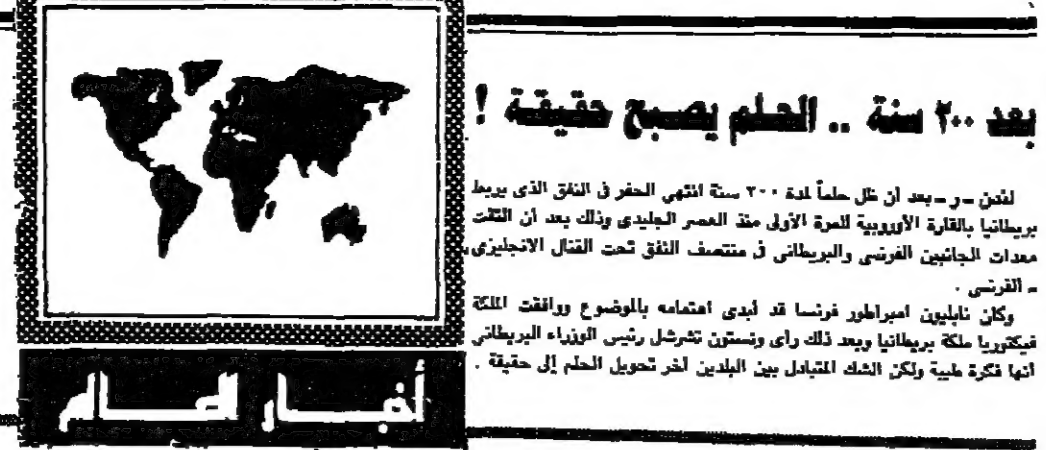 بعد ٢٠٠ سنة .. الحلم يصبح حقيقة !
لندن - ر - بعد أن ظل حلماً لمدة ٢٠٠ سنة انتهى الحفر فى النفق الذى يربط
بريطانيا بالقارة الأوروبية للمرة الأولى منذ العصر الجليدى وذلك بعد أن التقت
معدات الجانبين الفرنسى والبريطانى فى منتصف النفق تحت القنال الانجليزى
- الفرنسى .
وكان نابليون امبراطور فرنسا قد أبدى اهتمامه بالموضوع ووافقت الملكة
فيكتوريا ملكة بريطانيا وبعد ذلك رأى ونستون تشرشل رئيس الوزراء البريطانى
أنها فكرة طيبة ولكن الشك المتبادل بين البلدين أخر تحويل الحلم إلى حقيقة .
أخبار العالم